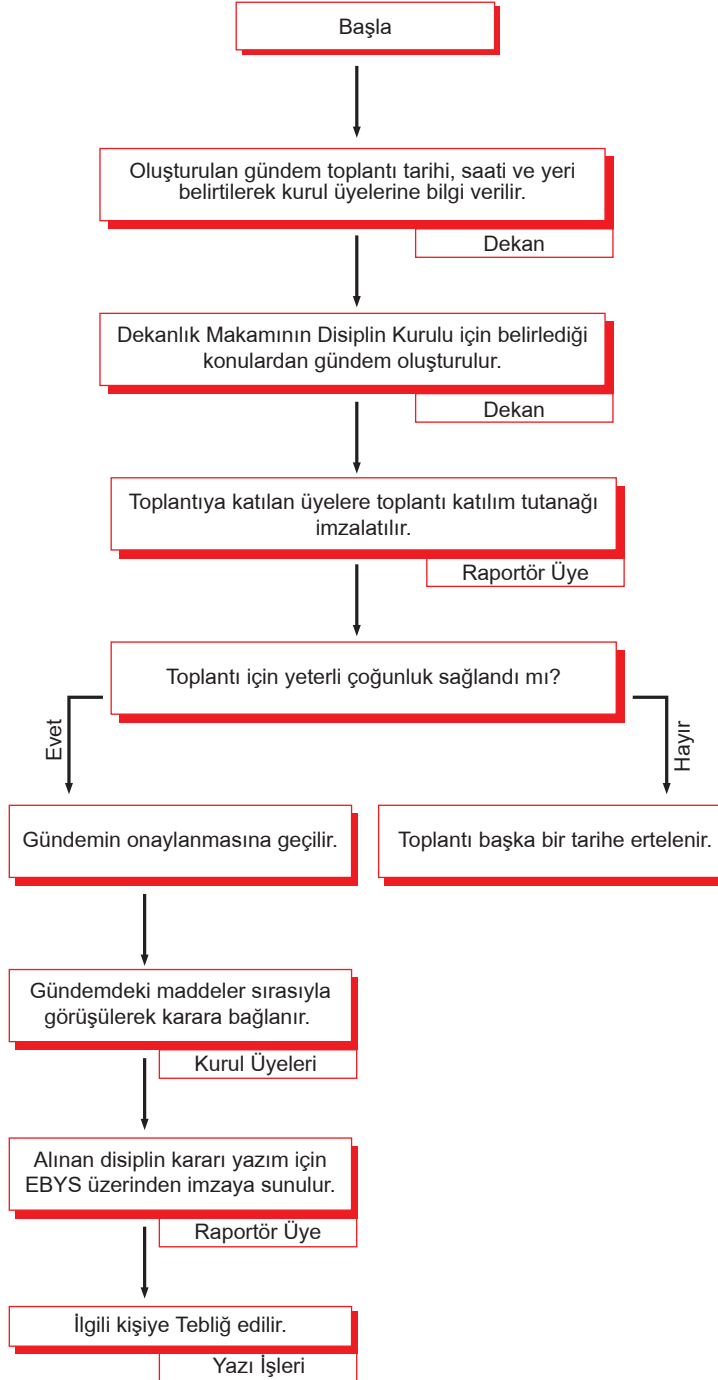 Başla
Oluşturulan gündem toplantı tarihi, saati ve yeri
belirtilerek kurul üyelerine bilgi verilir.
Dekan
Dekanlık Makamının Disiplin Kurulu için belirlediği
konulardan gündem oluşturulur.
Dekan
Toplantıya katılan üyelere toplantı katılım tutanağı
imzalatılır.
Raportör Üye
Toplantı için yeterli çoğunluk sağlandı mı?
Evet
Hayır
Gündemin onaylanmasına geçilir.
Toplantı başka bir tarihe ertelenir.
Gündemdeki maddeler sırasıyla
görüşülerek karara bağlanır.
Kurul Üyeleri
Alınan disiplin kararı yazım için
EBYS üzerinden imzaya sunulur.
Raportör Üye
İlgili kişiye Tebliğ edilir.
Yazı İşleri